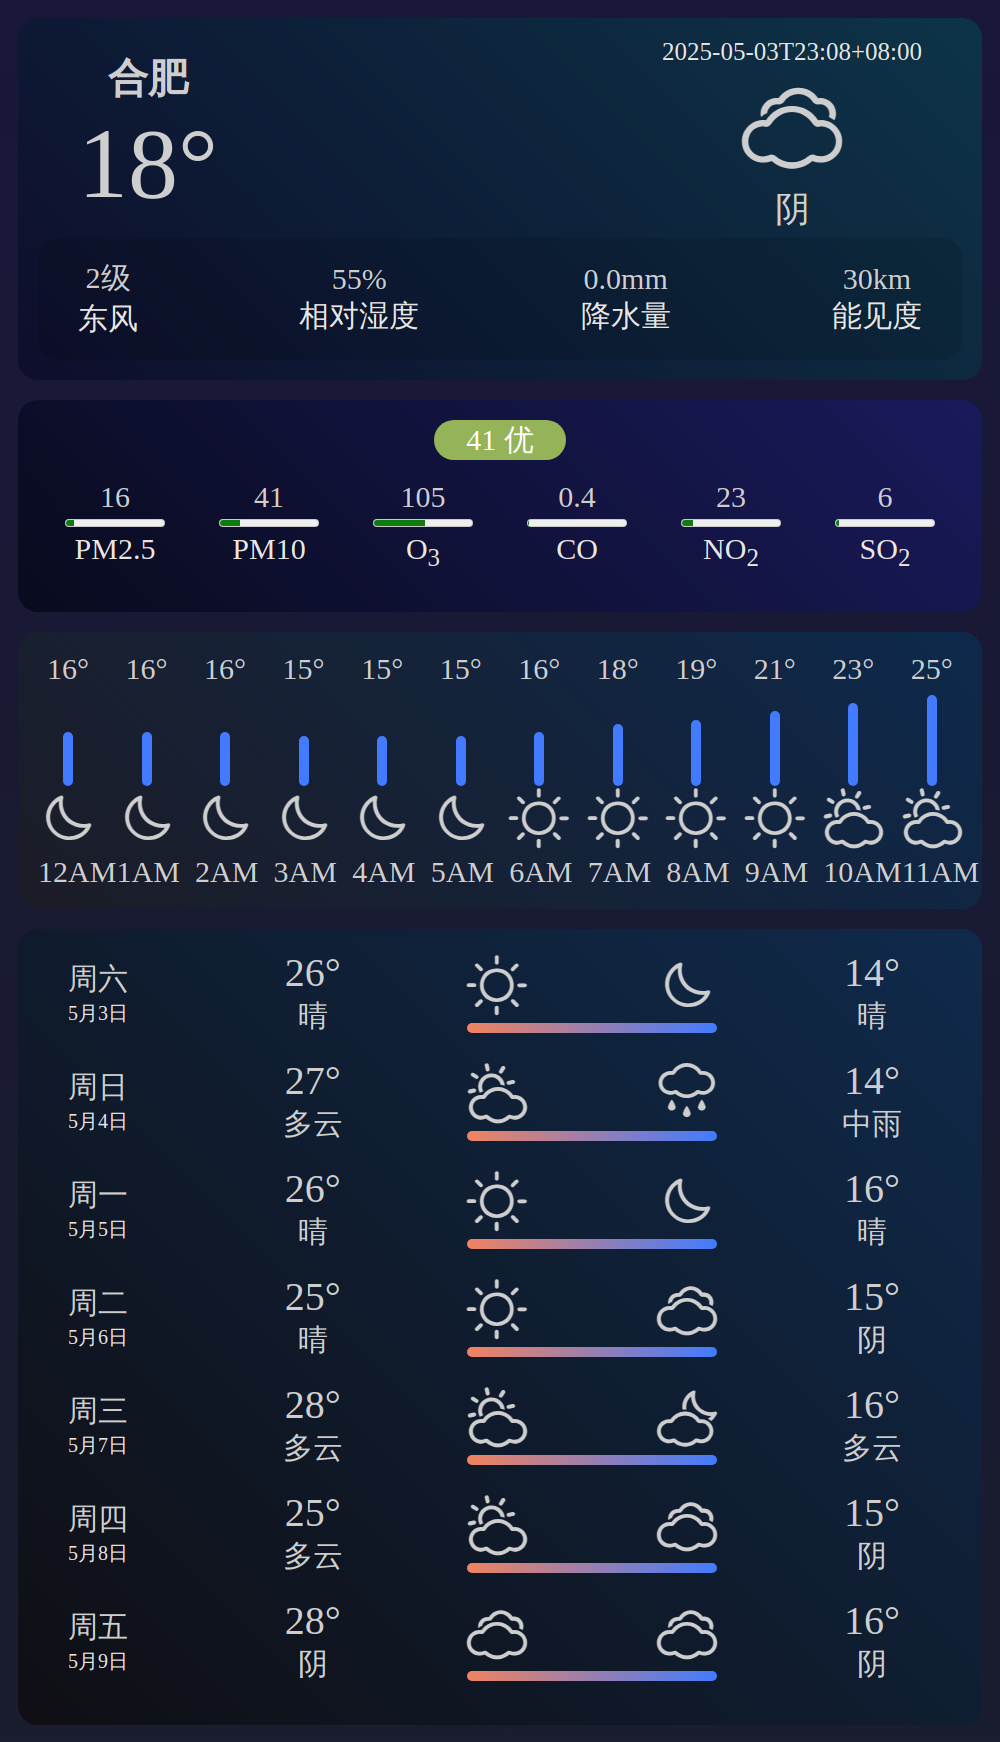 合肥
18°
2025-05-03T23:08+08:00
阴
2级 55% 0.0mm 30km
东风 相对湿度 降水量 能见度
41 优
16 41 105 0.4 23 6
PM2.5 PM10 O3 CO NO2 SO2
16° 16° 16° 15° 15° 15° 16° 18° 19° 21° 23° 25°
12AM 1AM 2AM 3AM 4AM 5AM 6AM 7AM 8AM 9AM 10AM 11AM
周六 26° 14°
5月3日 晴 晴
周日 27° 14°
5月4日 多云 中雨
周一 26° 16°
5月5日 晴 晴
周二 25° 15°
5月6日 晴 阴
周三 28° 16°
5月7日 多云 多云
周四 25° 15°
5月8日 多云 阴
周五 28° 16°
5月9日 阴 阴